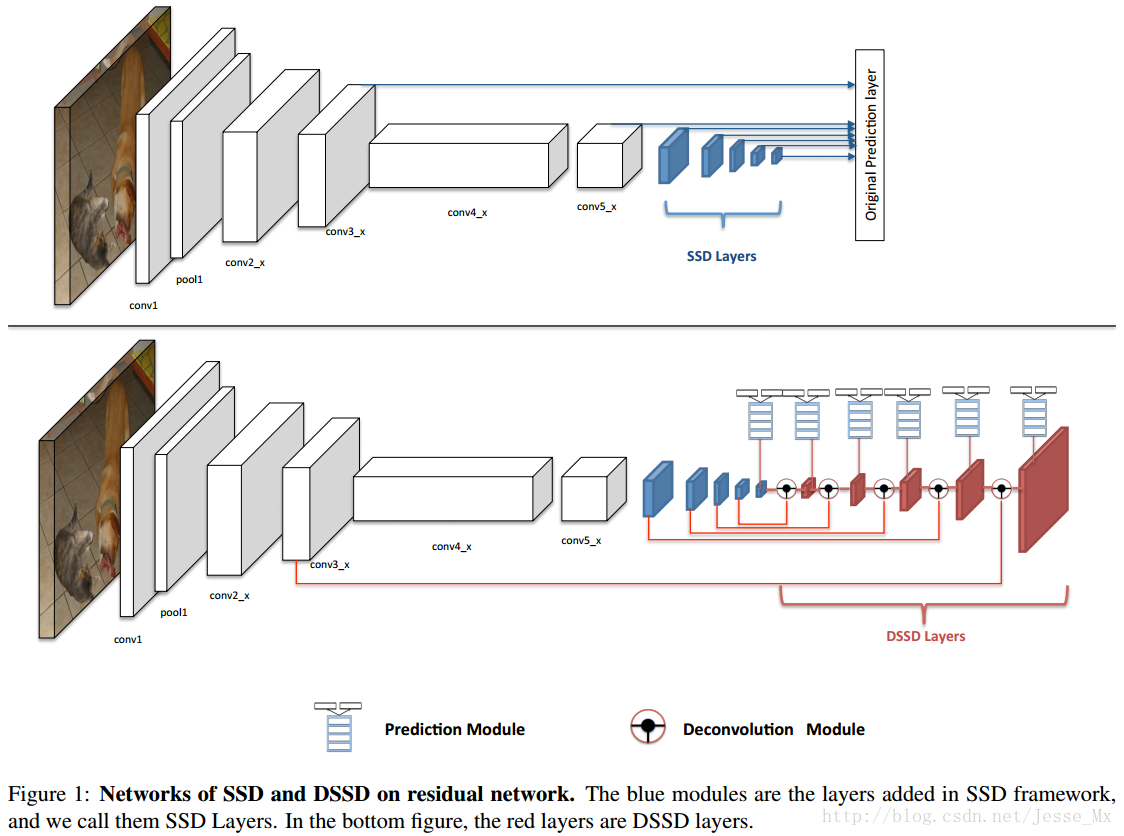 Original Prediction layer
conv1
pool1
conv2_x
conv3_x
conv4_x
conv5_x
SSD Layers
conv1
pool1
conv2_x
conv3_x
conv4_x
conv5_x
DSSD Layers
Prediction Module
Deconvolution Module
Figure 1: Networks of SSD and DSSD on residual network. The blue modules are the layers added in SSD framework,
and we call them SSD Layers. In the bottom figure, the red layers are DSSD layers.
http://blog.csdn.net/Jesse_Mx